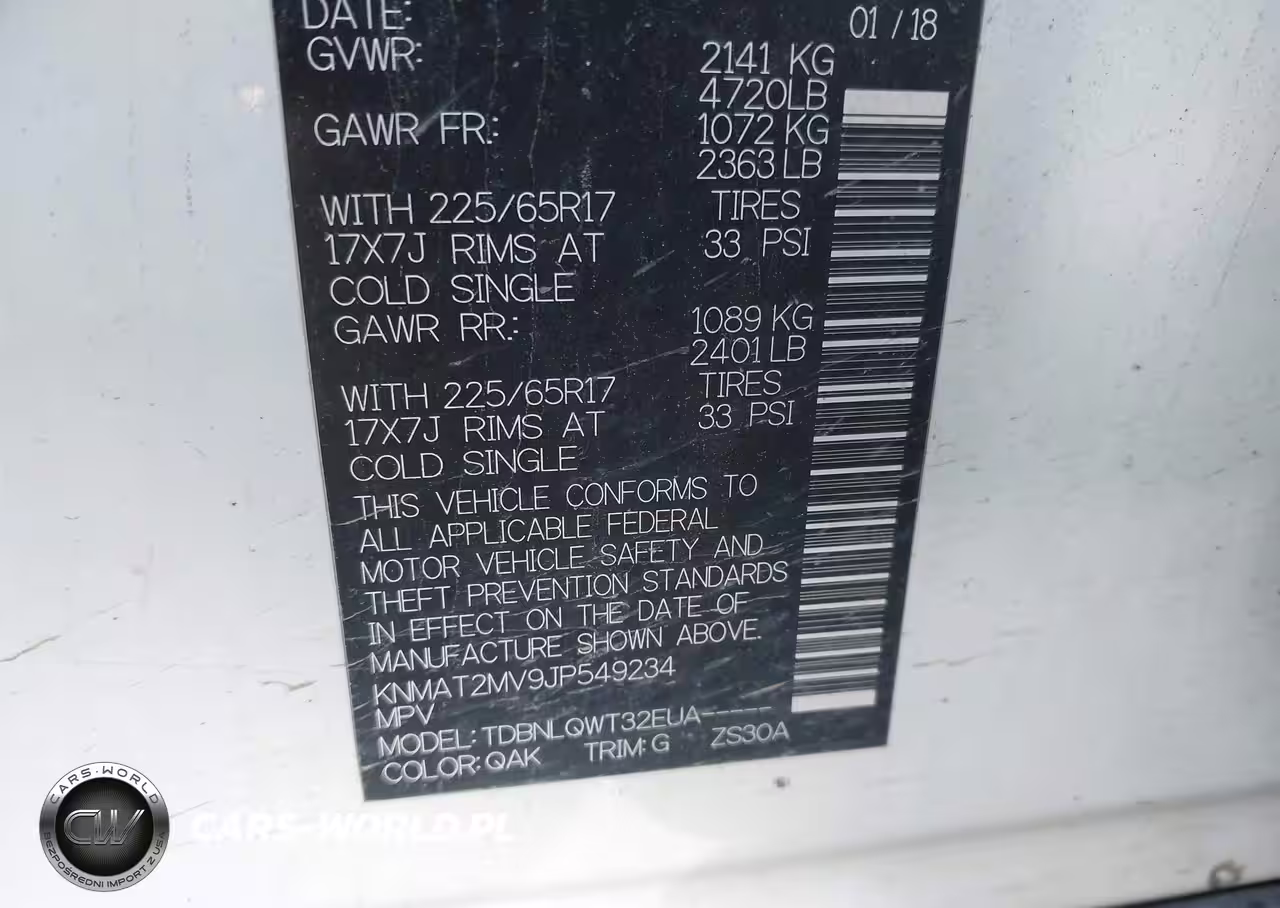 DATE: 01 / 18
GVWR: 2141 KG
4720LB
GAWR FR.: 1072 KG
2363 LB
WITH 225/65R17 TIRES
17X7J RIMS AT 33 PSI
COLD SINGLE
GAWR RR.: 1089 KG
2401 LB
WITH 225/65R17 TIRES
17X7J RIMS AT 33 PSI
COLD SINGLE
THIS VEHICLE CONFORMS TO
ALL APPLICABLE FEDERAL
MOTOR VEHICLE SAFETY AND
THEFT PREVENTION STANDARDS
IN EFFECT ON THE DATE OF
MANUFACTURE SHOWN ABOVE.
KNMAT2MV9JP549234
MPV
MODEL: TDBNLQWT32EUA-----
COLOR: QAK TRIM: G ZS30A
CARS-WORLD
CW
BEZPOŚREDNI IMPORT Z USA
CARS-WORLD.PL